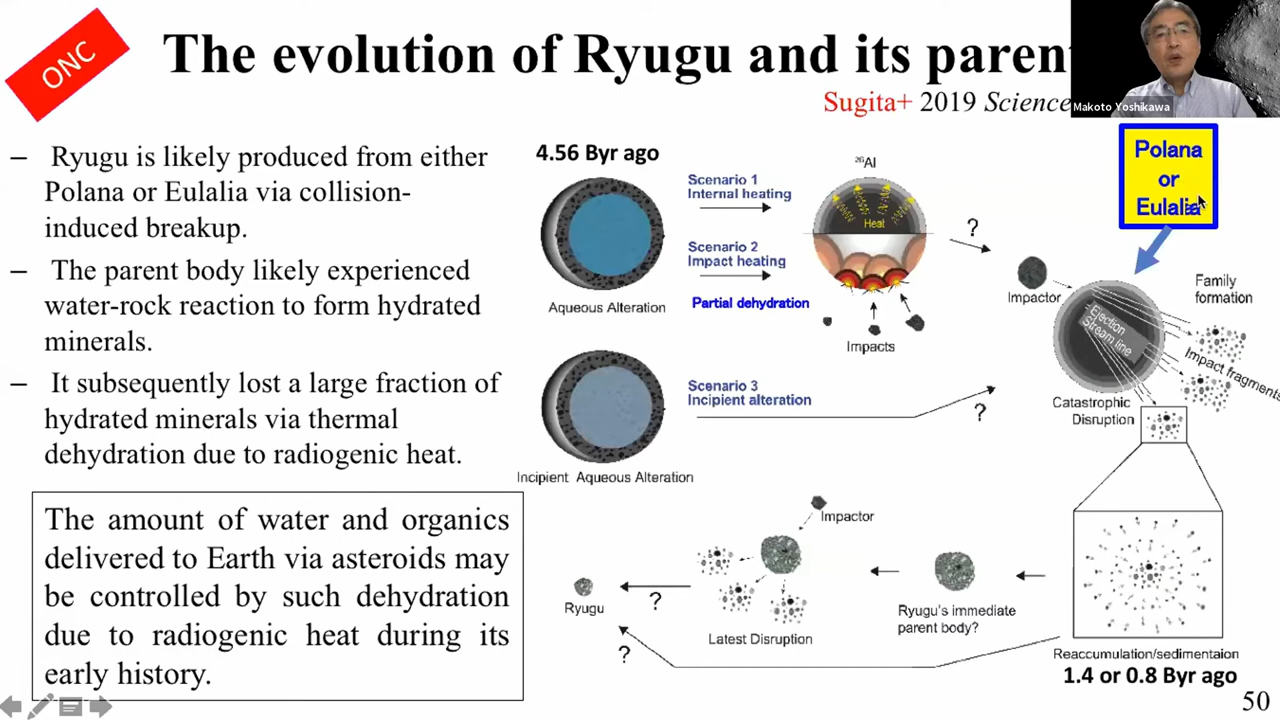 ONC
The evolution of Ryugu and its parent
Sugita+ 2019 Science
Makoto Yoshikawa
– Ryugu is likely produced from either
Polana or Eulalia via collision-
induced breakup.
– The parent body likely experienced
water-rock reaction to form hydrated
minerals.
– It subsequently lost a large fraction of
hydrated minerals via thermal
dehydration due to radiogenic heat.
The amount of water and organics
delivered to Earth via asteroids may
be controlled by such dehydration
due to radiogenic heat during its
early history.
4.56 Byr ago
Aqueous Alteration
Scenario 1
Internal heating
Scenario 2
Impact heating
Partial dehydration
26Al
Heat
Impacts
?
Incipient Aqueous Alteration
Scenario 3
Incipient alteration
?
Polana
or
Eulalia
Impactor
Ejection
Stream line
Family
formation
Impact fragments
Catastrophic
Disruption
Reaccumulation/sedimentaion
1.4 or 0.8 Byr ago
Ryugu's immediate
parent body?
Impactor
Latest Disruption
?
Ryugu
?
50